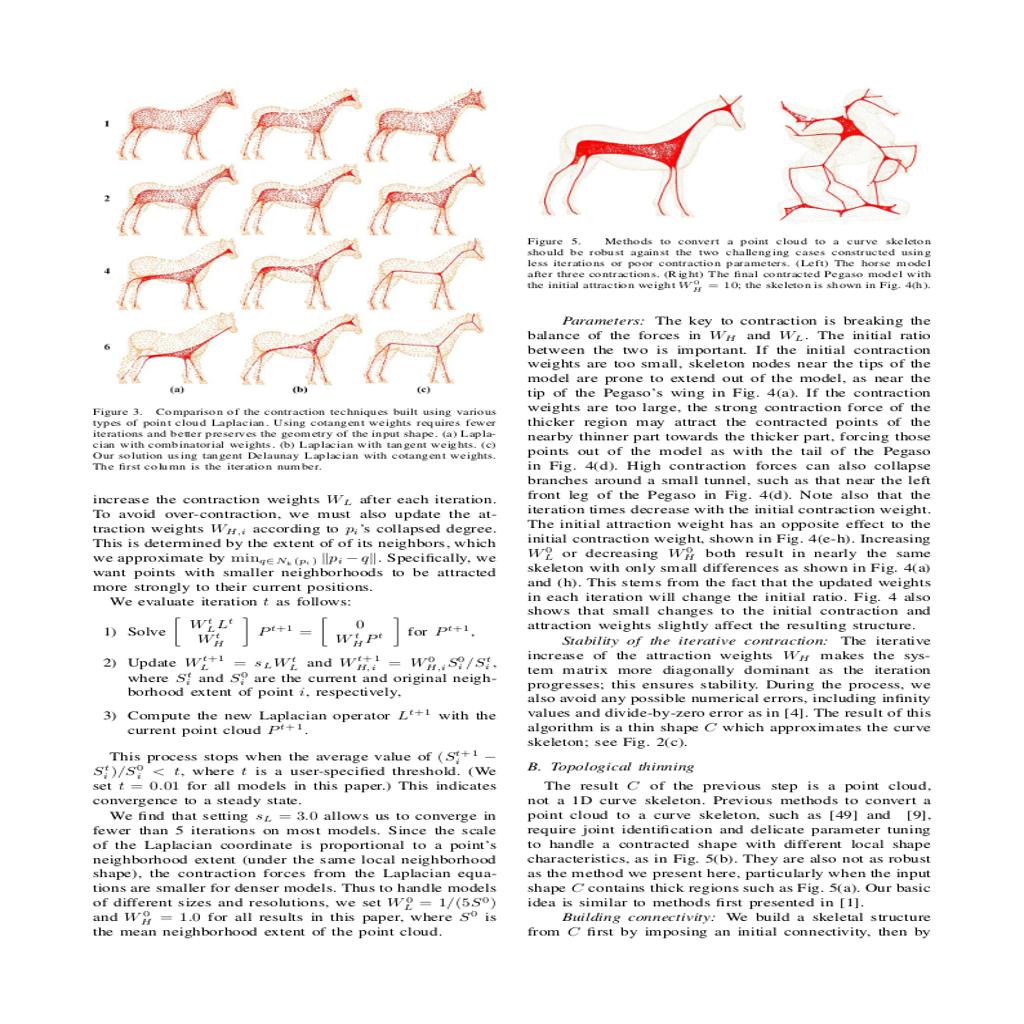 1
2
4
6
(a) (b) (c)
Figure 3. Comparison of the contraction techniques built using various
types of point cloud Laplacian. Using cotangent weights requires fewer
iterations and better preserves the geometry of the input shape. (a) Lapla-
cian with combinatorial weights. (b) Laplacian with tangent weights. (c)
Our solution using tangent Delaunay Laplacian with cotangent weights.
The first column is the iteration number.
increase the contraction weights W_L after each iteration.
To avoid over-contraction, we must also update the at-
traction weights W_{H,i} according to p_i's collapsed degree.
This is determined by the extent of of its neighbors, which
we approximate by min_{q∈N_k(p_i)} ||p_i − q||. Specifically, we
want points with smaller neighborhoods to be attracted
more strongly to their current positions.
We evaluate iteration t as follows:
1) Solve [ W_L^t L^t ; W_H^t ] P^{t+1} = [ 0 ; W_H^t P^t ] for P^{t+1},
2) Update W_L^{t+1} = s_L W_L^t and W_{H,i}^{t+1} = W_{H,i}^0 S_i^0/S_i^t,
where S_i^t and S_i^0 are the current and original neigh-
borhood extent of point i, respectively,
3) Compute the new Laplacian operator L^{t+1} with the
current point cloud P^{t+1}.
This process stops when the average value of (S_i^{t+1} −
S_i^t)/S_i^0 < t, where t is a user-specified threshold. (We
set t = 0.01 for all models in this paper.) This indicates
convergence to a steady state.
We find that setting s_L = 3.0 allows us to converge in
fewer than 5 iterations on most models. Since the scale
of the Laplacian coordinate is proportional to a point's
neighborhood extent (under the same local neighborhood
shape), the contraction forces from the Laplacian equa-
tions are smaller for denser models. Thus to handle models
of different sizes and resolutions, we set W_L^0 = 1/(5S^0)
and W_H^0 = 1.0 for all results in this paper, where S^0 is
the mean neighborhood extent of the point cloud.
Figure 5. Methods to convert a point cloud to a curve skeleton
should be robust against the two challenging cases constructed using
less iterations or poor contraction parameters. (Left) The horse model
after three contractions. (Right) The final contracted Pegaso model with
the initial attraction weight W_H^0 = 10; the skeleton is shown in Fig. 4(h).
Parameters: The key to contraction is breaking the
balance of the forces in W_H and W_L. The initial ratio
between the two is important. If the initial contraction
weights are too small, skeleton nodes near the tips of the
model are prone to extend out of the model, as near the
tip of the Pegaso's wing in Fig. 4(a). If the contraction
weights are too large, the strong contraction force of the
thicker region may attract the contracted points of the
nearby thinner part towards the thicker part, forcing those
points out of the model as with the tail of the Pegaso
in Fig. 4(d). High contraction forces can also collapse
branches around a small tunnel, such as that near the left
front leg of the Pegaso in Fig. 4(d). Note also that the
iteration times decrease with the initial contraction weight.
The initial attraction weight has an opposite effect to the
initial contraction weight, shown in Fig. 4(e-h). Increasing
W_L^0 or decreasing W_H^0 both result in nearly the same
skeleton with only small differences as shown in Fig. 4(a)
and (h). This stems from the fact that the updated weights
in each iteration will change the initial ratio. Fig. 4 also
shows that small changes to the initial contraction and
attraction weights slightly affect the resulting structure.
Stability of the iterative contraction: The iterative
increase of the attraction weights W_H makes the sys-
tem matrix more diagonally dominant as the iteration
progresses; this ensures stability. During the process, we
also avoid any possible numerical errors, including infinity
values and divide-by-zero error as in [4]. The result of this
algorithm is a thin shape C which approximates the curve
skeleton; see Fig. 2(c).
B. Topological thinning
The result C of the previous step is a point cloud,
not a 1D curve skeleton. Previous methods to convert a
point cloud to a curve skeleton, such as [49] and [9],
require joint identification and delicate parameter tuning
to handle a contracted shape with different local shape
characteristics, as in Fig. 5(b). They are also not as robust
as the method we present here, particularly when the input
shape C contains thick regions such as Fig. 5(a). Our basic
idea is similar to methods first presented in [1].
Building connectivity: We build a skeletal structure
from C first by imposing an initial connectivity, then by